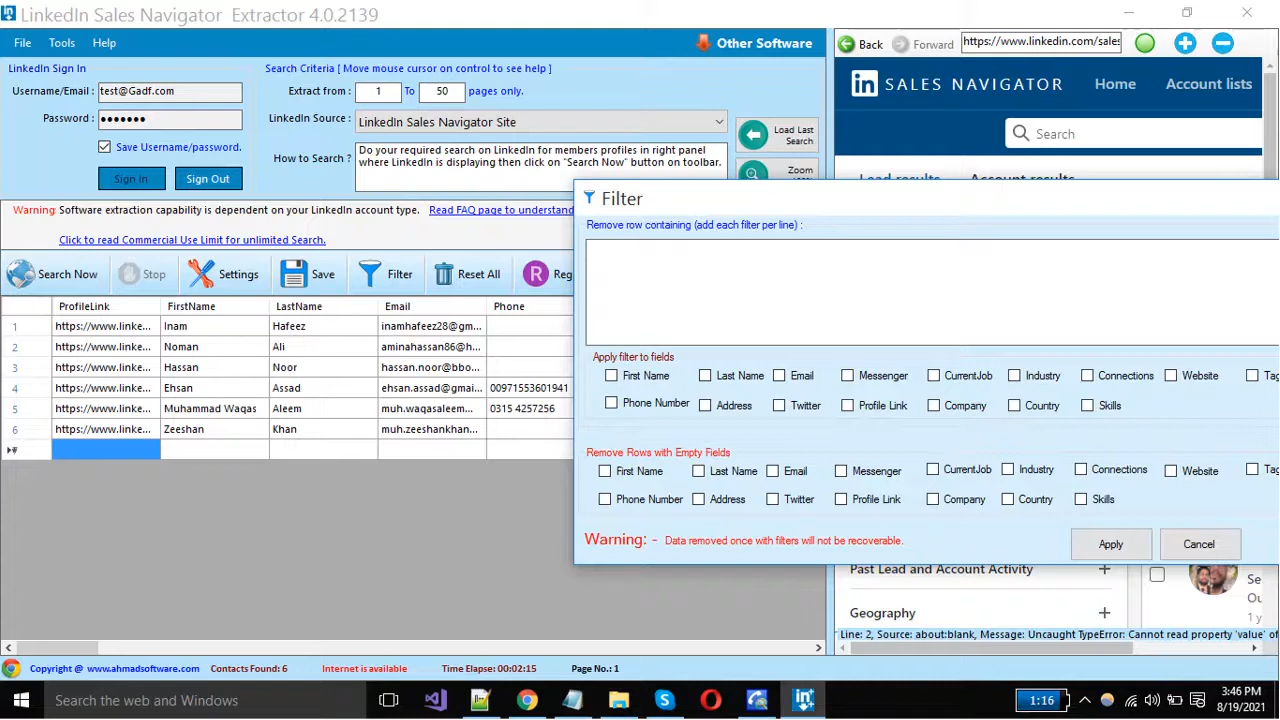 LinkedIn Sales Navigator Extractor 4.0.2139
File Tools Help
Other Software
LinkedIn Sign In
Username/Email : test@Gadf.com
Password : •••••••
Save Username/password.
Sign In Sign Out
Search Criteria [ Move mouse cursor on control to see help ]
Extract from : 1 To 50 pages only.
LinkedIn Source : LinkedIn Sales Navigator Site
How to Search ? Do your required search on LinkedIn for members profiles in right panel
where LinkedIn is displaying then click on "Search Now" button on toolbar.
Load Last
Search
Zoom
Warning: Software extraction capability is dependent on your LinkedIn account type. Read FAQ page to understand
Click to read Commercial Use Limit for unlimited Search.
Search Now Stop Settings Save Filter Reset All R Reg
ProfileLink FirstName LastName Email Phone
1 https://www.linke... Inam Hafeez inamhafeez28@gm...
2 https://www.linke... Noman Ali aminahassan86@h...
3 https://www.linke... Hassan Noor hassan.noor@bbo...
4 https://www.linke... Ehsan Assad ehsan.assad@gmai... 00971553601941
5 https://www.linke... Muhammad Waqas Aleem muh.waqasaleem... 0315 4257256
6 https://www.linke... Zeeshan Khan muh.zeeshankhan...
Back Forward https://www.linkedin.com/sales
in SALES NAVIGATOR Home Account lists
Search
Lead results Account results
Filter
Remove row containing (add each filter per line) :
Apply filter to fields
First Name Last Name Email Messenger CurrentJob Industry Connections Website Tag
Phone Number Address Twitter Profile Link Company Country Skills
Remove Rows with Empty Fields
First Name Last Name Email Messenger CurrentJob Industry Connections Website Tag
Phone Number Address Twitter Profile Link Company Country Skills
Warning: - Data removed once with filters will not be recoverable.
Apply Cancel
Past Lead and Account Activity +
Geography +
Se
Ou
1 y
Line: 2, Source: about:blank, Message: Uncaught TypeError: Cannot read property 'value' of
Copyright @ www.ahmadsoftware.com Contacts Found: 6 Internet is available Time Elapse: 00:02:15 Page No.: 1
Search the web and Windows
1:16
3:46 PM
8/19/2021